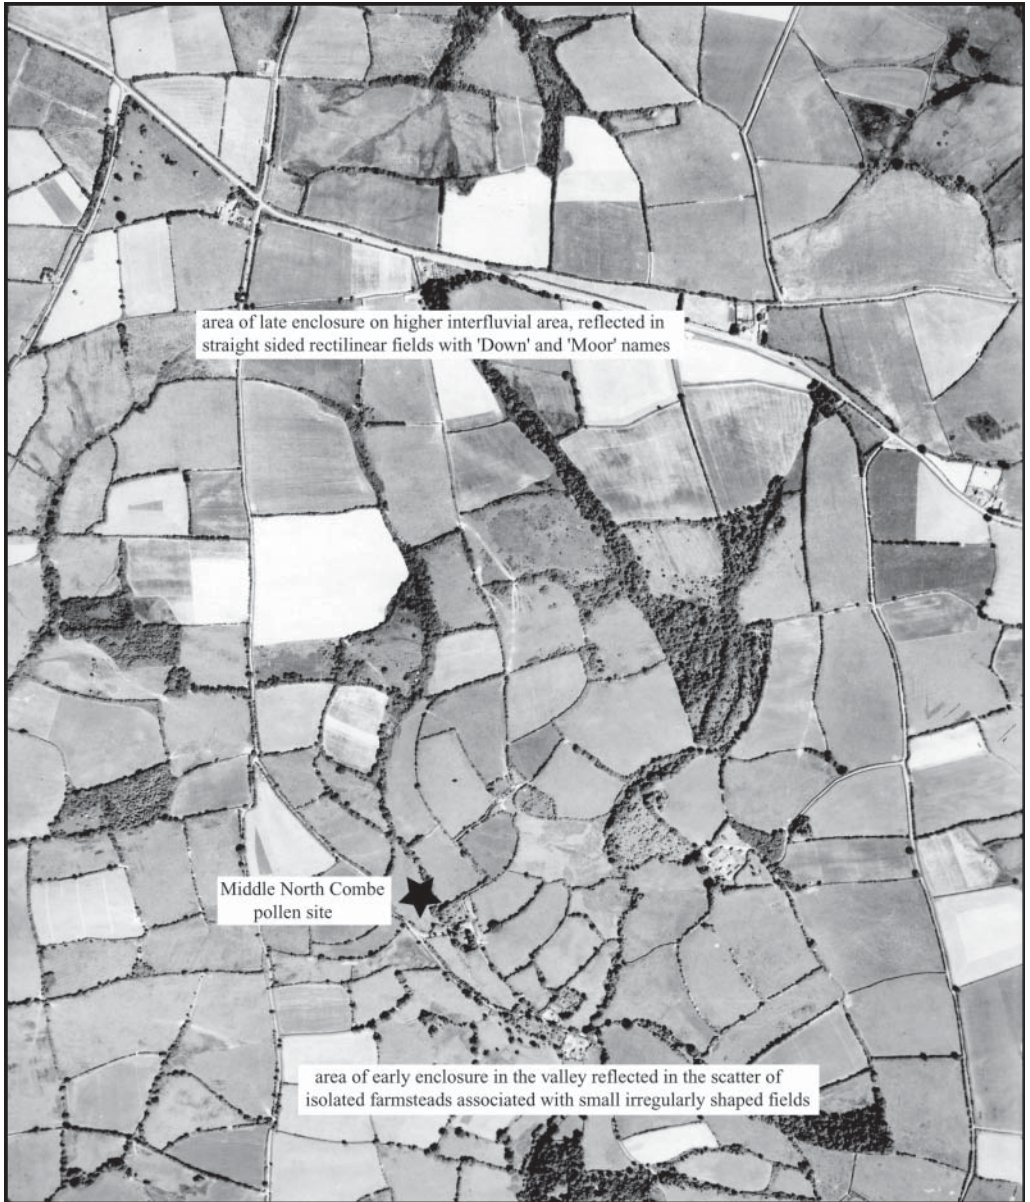 area of late enclosure on higher interfluvial area, reflected in
straight sided rectilinear fields with 'Down' and 'Moor' names
Middle North Combe
pollen site
area of early enclosure in the valley reflected in the scatter of
isolated farmsteads associated with small irregularly shaped fields